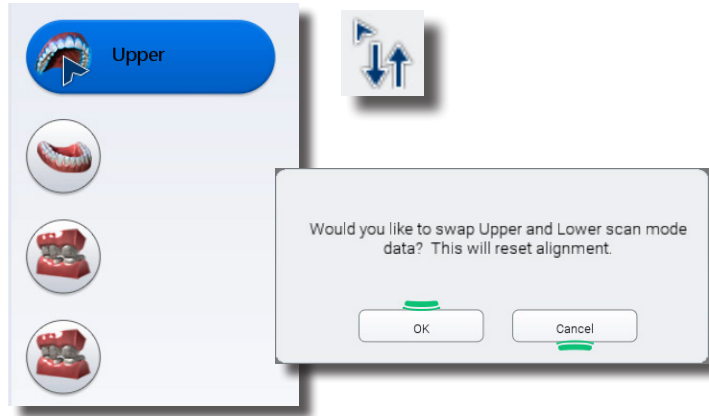 Upper
Would you like to swap Upper and Lower scan mode
data? This will reset alignment.
OK
Cancel